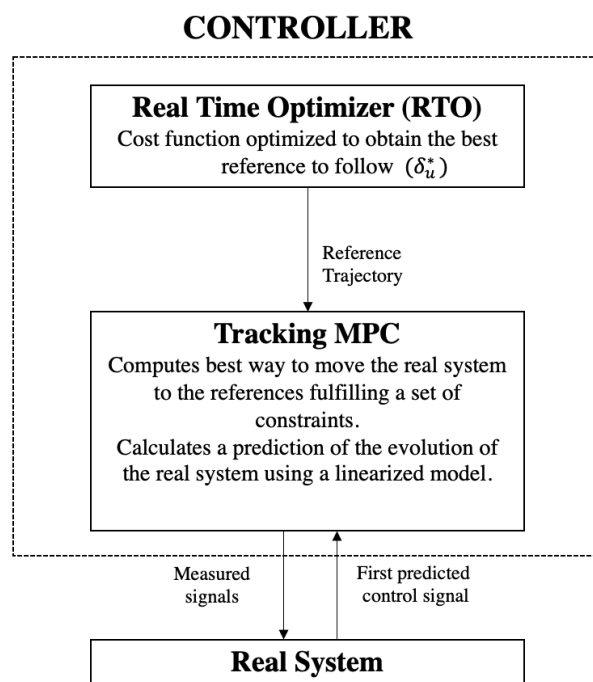 CONTROLLER
Real Time Optimizer (RTO)
Cost function optimized to obtain the best
reference to follow (δ*ᵤ)
Reference
Trajectory
Tracking MPC
Computes best way to move the real system
to the references fulfilling a set of
constraints.
Calculates a prediction of the evolution of
the real system using a linearized model.
Measured
signals
First predicted
control signal
Real System